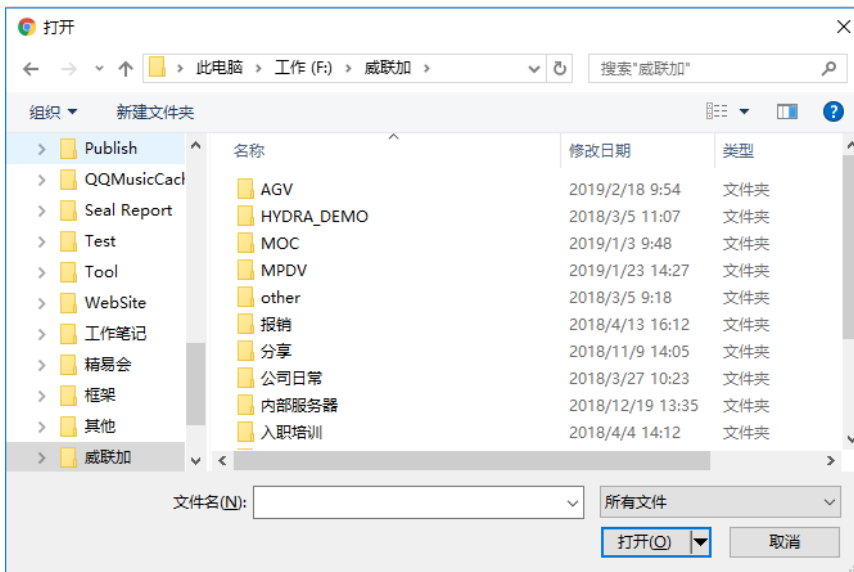 打开
此电脑 > 工作 (F:) > 威联加 >
搜索"威联加"
组织 新建文件夹
Publish
QQMusicCach
Seal Report
Test
Tool
WebSite
工作笔记
精易会
框架
其他
威联加
名称 修改日期 类型
AGV 2019/2/18 9:54 文件夹
HYDRA_DEMO 2018/3/5 11:07 文件夹
MOC 2019/1/3 9:48 文件夹
MPDV 2019/1/23 14:27 文件夹
other 2018/3/5 9:18 文件夹
报销 2018/4/13 16:12 文件夹
分享 2018/11/9 14:05 文件夹
公司日常 2018/3/27 10:23 文件夹
内部服务器 2018/12/19 13:35 文件夹
入职培训 2018/4/4 14:12 文件夹
文件名(N): 所有文件
打开(O) 取消